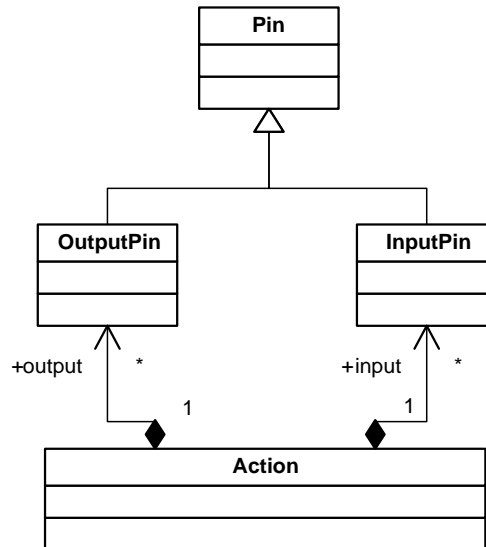 Pin
OutputPin
InputPin
+output
*
+input
*
1
1
Action